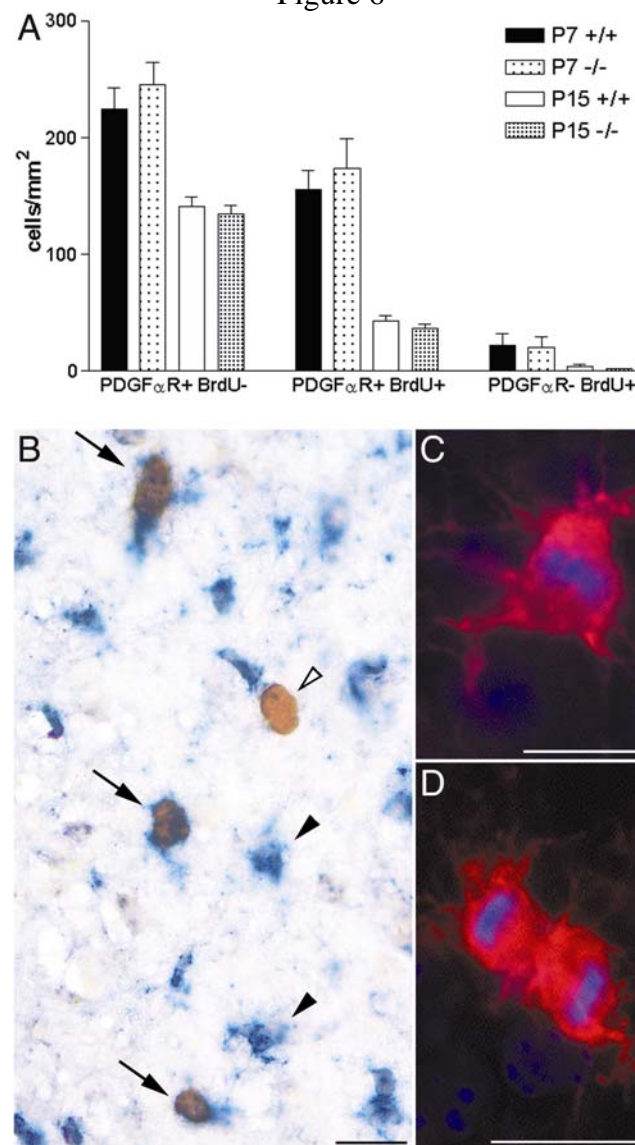 Figure 6
A
300
200
100
0
cells/mm²
P7 +/+
P7 -/-
P15 +/+
P15 -/-
PDGFαR+ BrdU-
PDGFαR+ BrdU+
PDGFαR- BrdU+
B
C
D